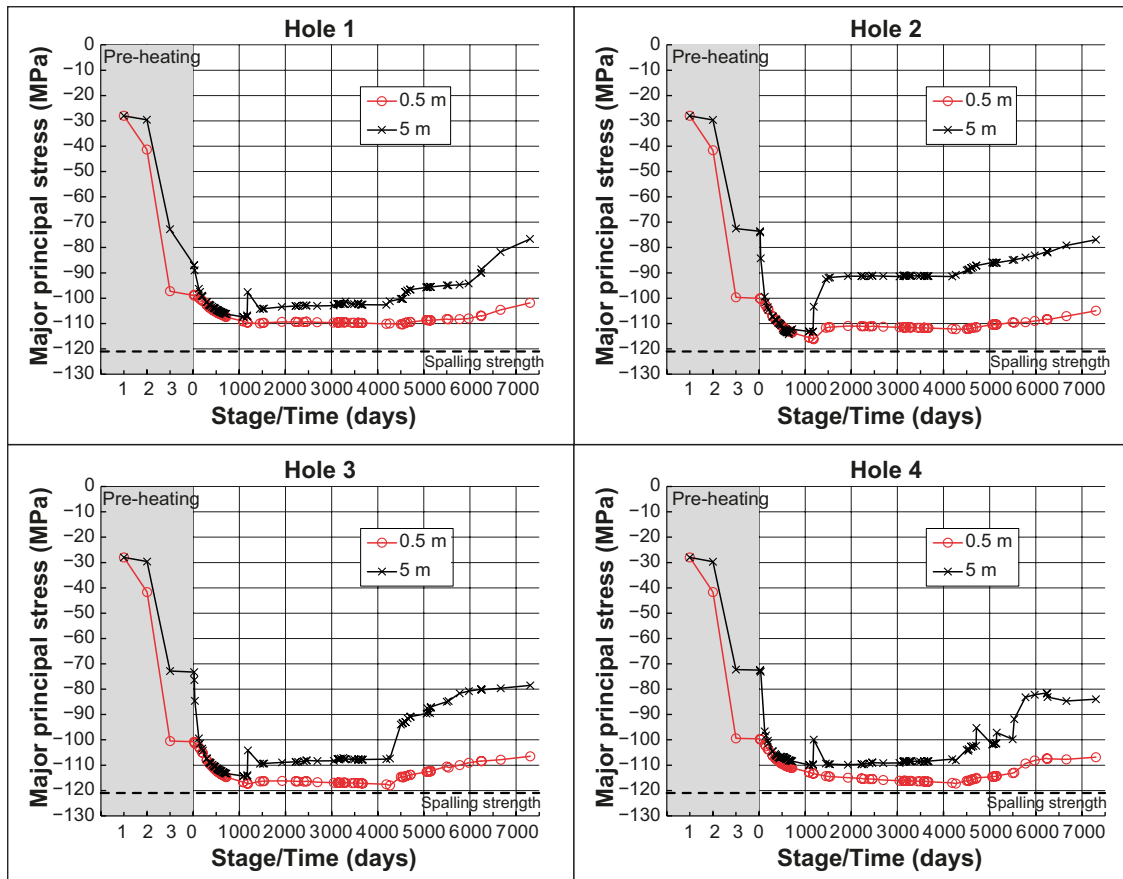 Hole 1
Major principal stress (MPa)
0
−10
−20
−30
−40
−50
−60
−70
−80
−90
−100
−110
−120
−130
Pre-heating
0.5 m
5 m
Spalling strength
1 2 3 0 1000 2000 3000 4000 5000 6000 7000
Stage/Time (days)
Hole 2
Major principal stress (MPa)
0
−10
−20
−30
−40
−50
−60
−70
−80
−90
−100
−110
−120
−130
Pre-heating
0.5 m
5 m
Spalling strength
1 2 3 0 1000 2000 3000 4000 5000 6000 7000
Stage/Time (days)
Hole 3
Major principal stress (MPa)
0
−10
−20
−30
−40
−50
−60
−70
−80
−90
−100
−110
−120
−130
Pre-heating
0.5 m
5 m
Spalling strength
1 2 3 0 1000 2000 3000 4000 5000 6000 7000
Stage/Time (days)
Hole 4
Major principal stress (MPa)
0
−10
−20
−30
−40
−50
−60
−70
−80
−90
−100
−110
−120
−130
Pre-heating
0.5 m
5 m
Spalling strength
1 2 3 0 1000 2000 3000 4000 5000 6000 7000
Stage/Time (days)